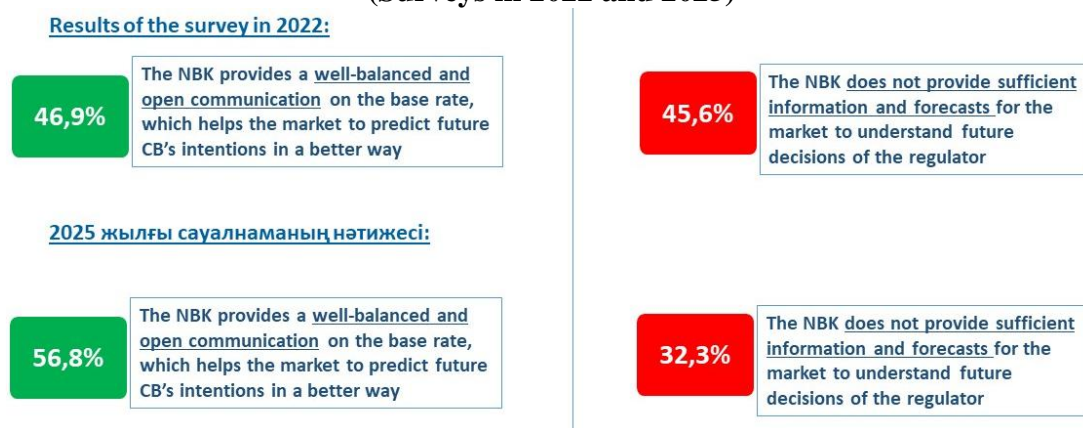 (Surveys in 2022 and 2025)
Results of the survey in 2022:
46,9%
The NBK provides a well-balanced and
open communication on the base rate,
which helps the market to predict future
CB's intentions in a better way
45,6%
The NBK does not provide sufficient
information and forecasts for the
market to understand future
decisions of the regulator
2025 жылғы сауалнаманың нәтижесі:
56,8%
The NBK provides a well-balanced and
open communication on the base rate,
which helps the market to predict future
CB's intentions in a better way
32,3%
The NBK does not provide sufficient
information and forecasts for the
market to understand future
decisions of the regulator